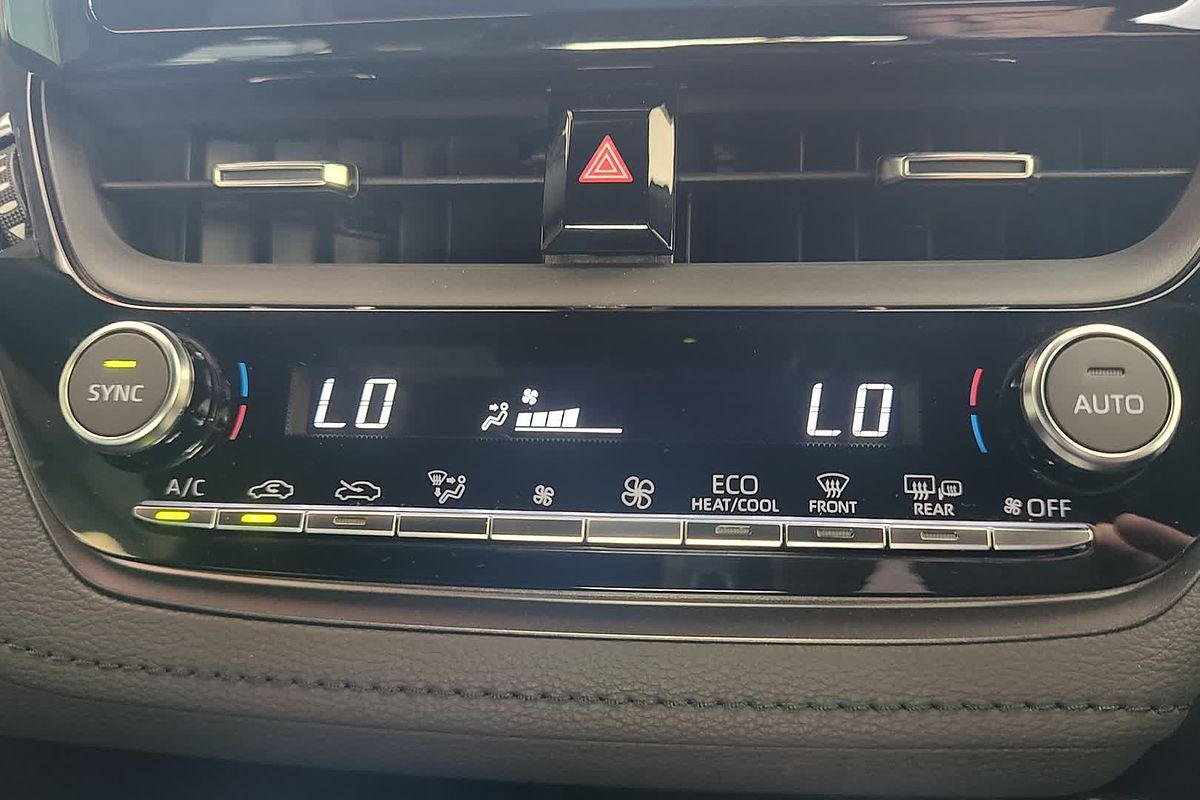 SYNC
LO
LO
AUTO
A/C
ECO
HEAT/COOL
FRONT
REAR
OFF